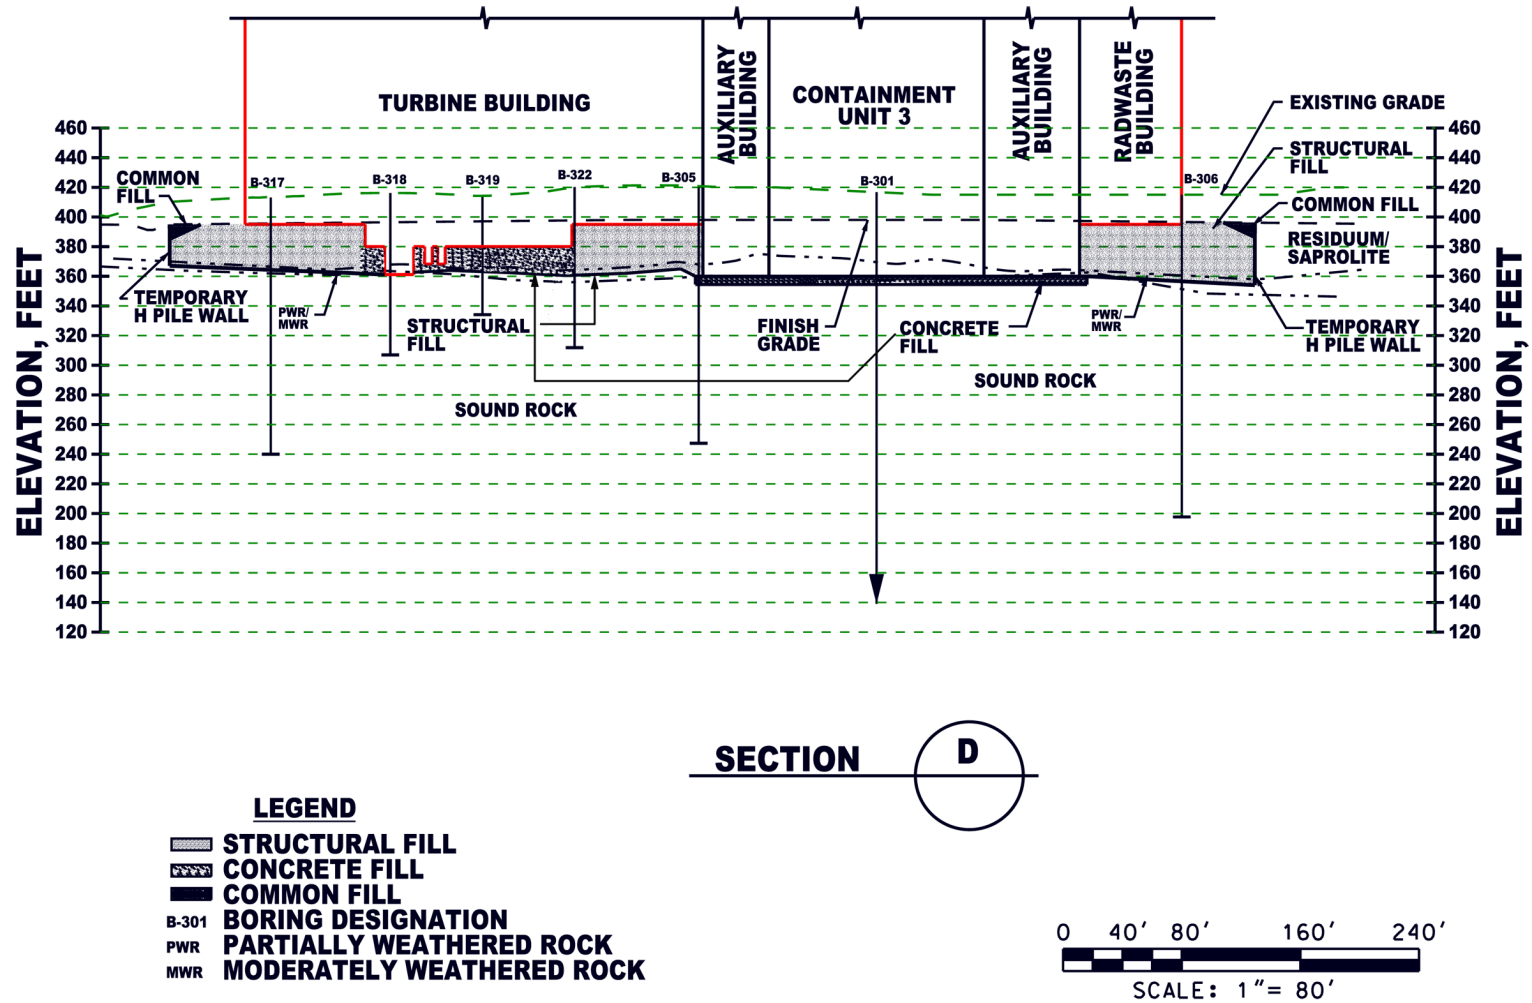 TURBINE BUILDING
AUXILIARY
BUILDING
CONTAINMENT
UNIT 3
AUXILIARY
BUILDING
RADWASTE
BUILDING
EXISTING GRADE
STRUCTURAL
FILL
COMMON FILL
RESIDUUM/
SAPROLITE
TEMPORARY
H PILE WALL
COMMON
FILL
B-317
B-318
B-319
B-322
B-305
B-301
B-306
ELEVATION, FEET
460
440
420
400
380
360
340
320
300
280
260
240
220
200
180
160
140
120
TEMPORARY
H PILE WALL
PWR/
MWR
STRUCTURAL
FILL
FINISH
GRADE
CONCRETE
FILL
PWR/
MWR
SOUND ROCK
SOUND ROCK
460
440
420
400
380
360
340
320
300
280
260
240
220
200
180
160
140
120
ELEVATION, FEET
SECTION
D
LEGEND
STRUCTURAL FILL
CONCRETE FILL
COMMON FILL
B-301 BORING DESIGNATION
PWR PARTIALLY WEATHERED ROCK
MWR MODERATELY WEATHERED ROCK
0 40' 80' 160' 240'
SCALE: 1"= 80'